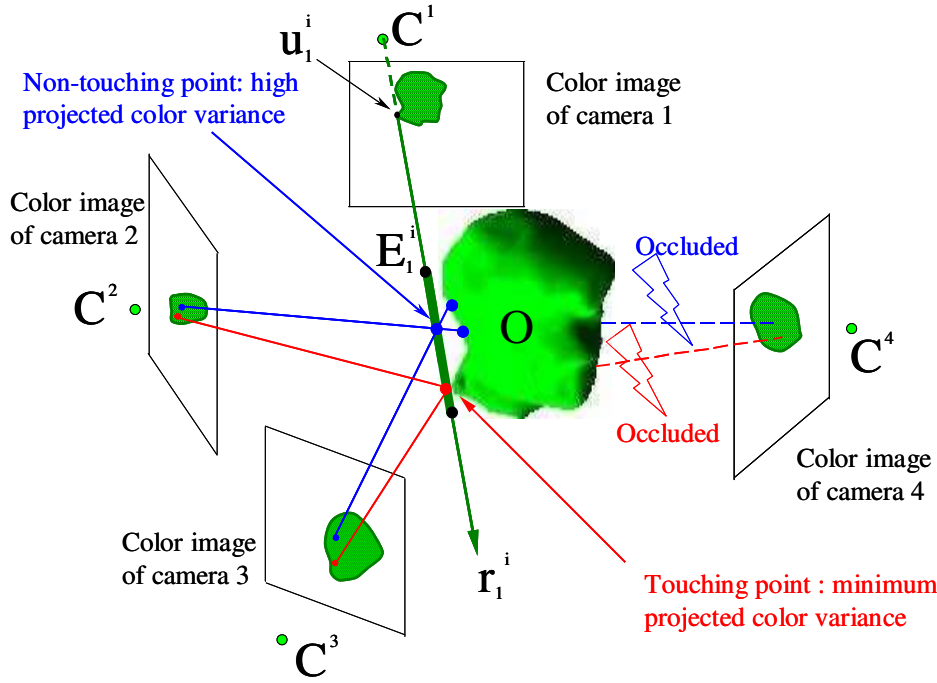 C¹
u₁ⁱ
Non-touching point: high
projected color variance
Color image
of camera 1
Color image
of camera 2
E₁ⁱ
Occluded
C²
O
C⁴
Occluded
Color image
of camera 4
Color image
of camera 3
r₁ⁱ
Touching point : minimum
projected color variance
C³